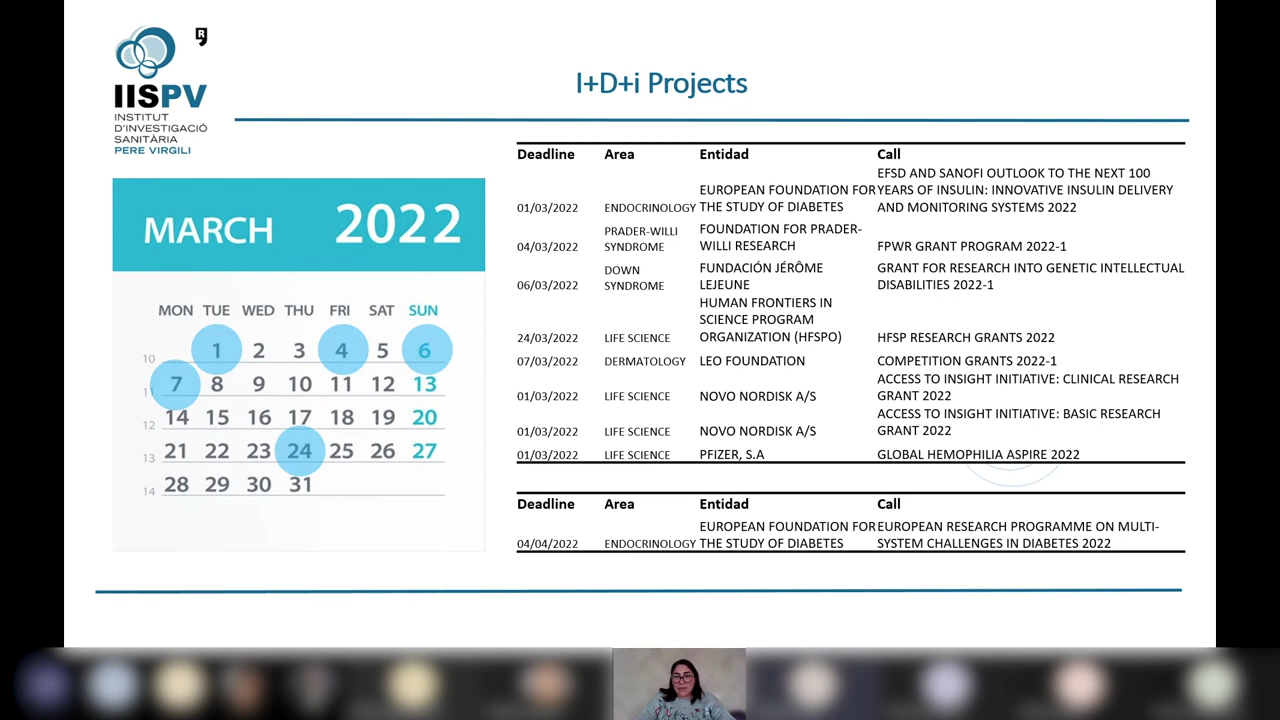 R
IISPV
INSTITUT
D'INVESTIGACIÓ
SANITÀRIA
PERE VIRGILI
I+D+i Projects
MARCH 2022
MON TUE WED THU FRI SAT SUN
10 1 2 3 4 5 6
11 7 8 9 10 11 12 13
12 14 15 16 17 18 19 20
13 21 22 23 24 25 26 27
14 28 29 30 31
Deadline Area Entidad Call
01/03/2022 ENDOCRINOLOGY EUROPEAN FOUNDATION FOR
THE STUDY OF DIABETES
EFSD AND SANOFI OUTLOOK TO THE NEXT 100
YEARS OF INSULIN: INNOVATIVE INSULIN DELIVERY
AND MONITORING SYSTEMS 2022
04/03/2022 PRADER-WILLI
SYNDROME
FOUNDATION FOR PRADER-
WILLI RESEARCH
FPWR GRANT PROGRAM 2022-1
06/03/2022 DOWN
SYNDROME
FUNDACIÓN JÉRÔME
LEJEUNE
GRANT FOR RESEARCH INTO GENETIC INTELLECTUAL
DISABILITIES 2022-1
24/03/2022 LIFE SCIENCE HUMAN FRONTIERS IN
SCIENCE PROGRAM
ORGANIZATION (HFSPO)
HFSP RESEARCH GRANTS 2022
07/03/2022 DERMATOLOGY LEO FOUNDATION COMPETITION GRANTS 2022-1
01/03/2022 LIFE SCIENCE NOVO NORDISK A/S ACCESS TO INSIGHT INITIATIVE: CLINICAL RESEARCH
GRANT 2022
01/03/2022 LIFE SCIENCE NOVO NORDISK A/S ACCESS TO INSIGHT INITIATIVE: BASIC RESEARCH
GRANT 2022
01/03/2022 LIFE SCIENCE PFIZER, S.A GLOBAL HEMOPHILIA ASPIRE 2022
Deadline Area Entidad Call
04/04/2022 ENDOCRINOLOGY EUROPEAN FOUNDATION FOR
THE STUDY OF DIABETES
EUROPEAN RESEARCH PROGRAMME ON MULTI-
SYSTEM CHALLENGES IN DIABETES 2022